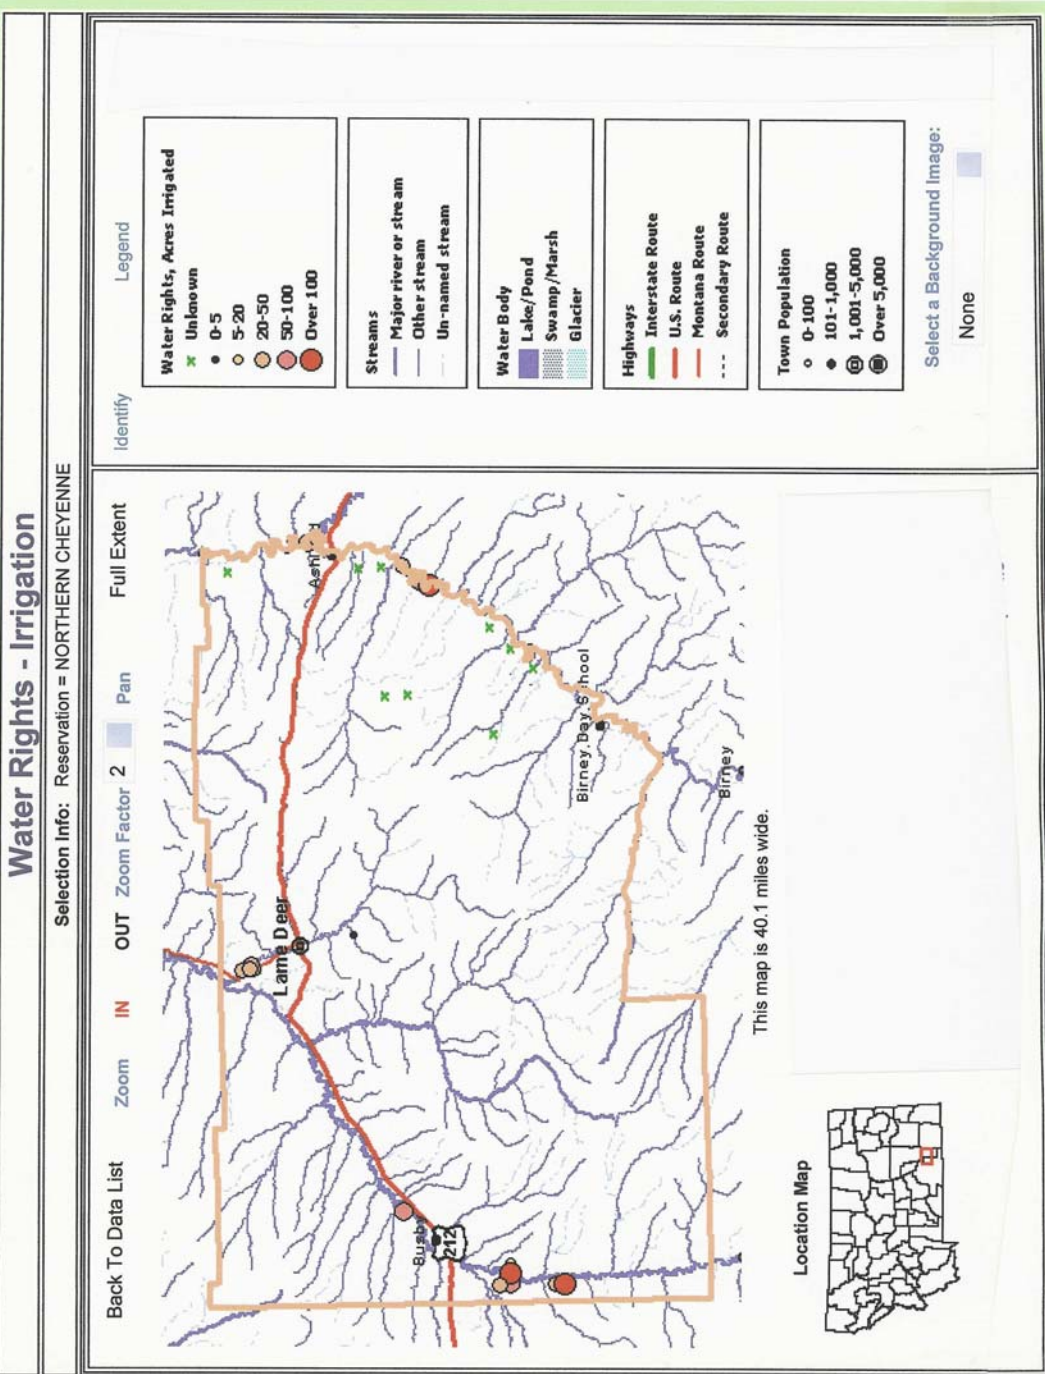 Water Rights - Irrigation
Selection Info: Reservation = NORTHERN CHEYENNE
Back To Data List
Zoom
IN
OUT
Zoom Factor 2
Pan
Full Extent
Identify
Legend
Lame Deer
Busby
212
Birney Day School
Birney
This map is 40.1 miles wide.
Location Map
Water Rights, Acres Irrigated
Unknown
0-5
5-20
20-50
50-100
Over 100
Streams
Major river or stream
Other stream
Un-named stream
Water Body
Lake/Pond
Swamp/Marsh
Glacier
Highways
Interstate Route
U.S. Route
Montana Route
Secondary Route
Town Population
0-100
101-1,000
1,001-5,000
Over 5,000
Select a Background Image:
None